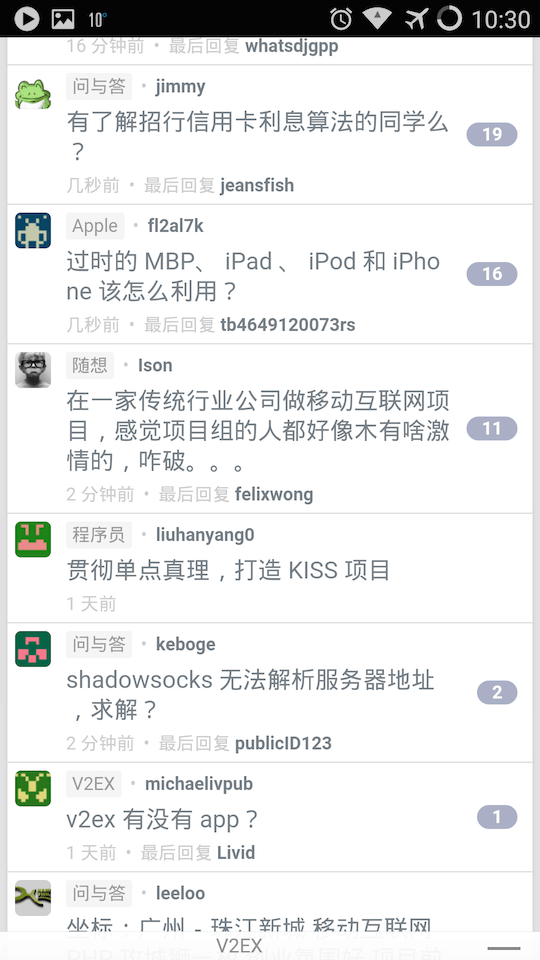 10° 10:30
16 分钟前 • 最后回复 whatsdjgpp
问与答 • jimmy
有了解招行信用卡利息算法的同学么
？
19
几秒前 • 最后回复 jeansfish
Apple • fl2al7k
过时的 MBP、 iPad 、 iPod 和 iPho
ne 该怎么利用？
16
几秒前 • 最后回复 tb4649120073rs
随想 • Ison
在一家传统行业公司做移动互联网项
目，感觉项目组的人都好像木有啥激
情的，咋破。。。
11
2 分钟前 • 最后回复 felixwong
程序员 • liuhanyang0
贯彻单点真理，打造 KISS 项目
1 天前
问与答 • keboge
shadowsocks 无法解析服务器地址
，求解？
2
2 分钟前 • 最后回复 publicID123
V2EX • michaelivpub
v2ex 有没有 app？
1
1 天前 • 最后回复 Livid
问与答 • leeloo
坐标：广州 - 珠江新城 移动互联网
V2EX